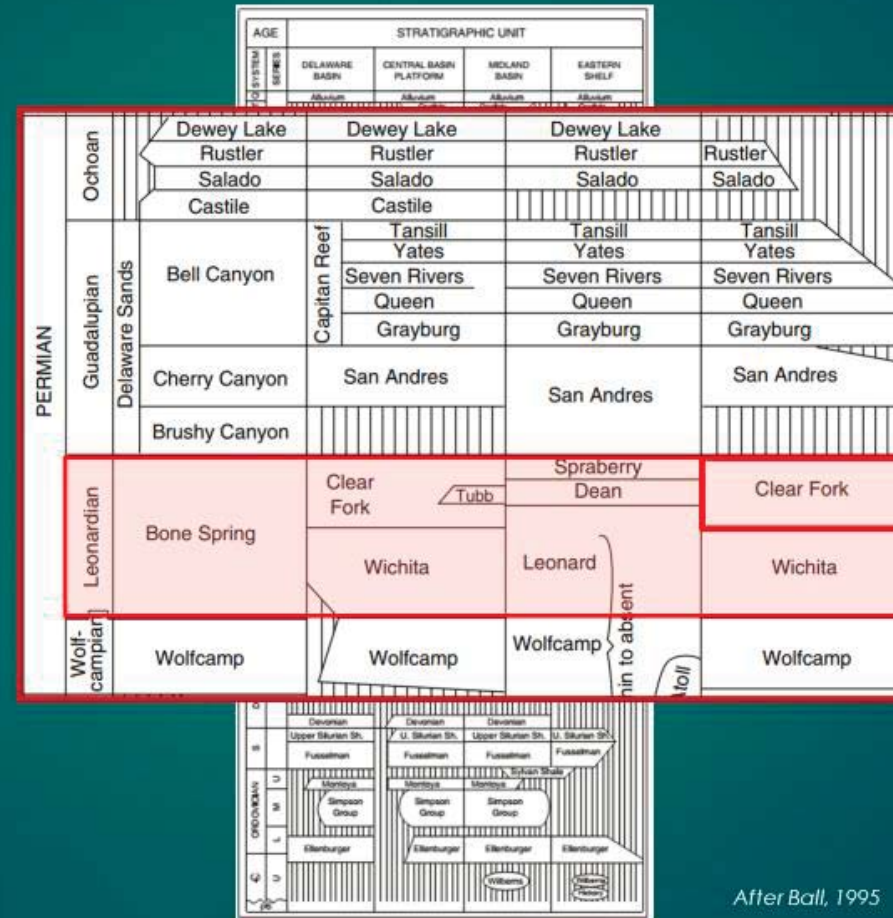 AGE STRATIGRAPHIC UNIT
SYSTEM SERIES DELAWARE BASIN CENTRAL BASIN PLATFORM MIDLAND BASIN EASTERN SHELF
Q Alluvium Alluvium Alluvium Alluvium
PERMIAN
Ochoan
Dewey Lake Dewey Lake Dewey Lake
Rustler Rustler Rustler Rustler
Salado Salado Salado Salado
Castile Castile
Guadalupian
Delaware Sands
Capitan Reef
Tansill Tansill Tansill
Yates Yates Yates
Bell Canyon Seven Rivers Seven Rivers Seven Rivers
Queen Queen Queen
Grayburg Grayburg Grayburg
Cherry Canyon San Andres San Andres San Andres
Brushy Canyon
Leonardian
Spraberry
Clear Fork Tubb Dean Clear Fork
Bone Spring
Wichita Leonard Wichita
Wolf-
campian
Wolfcamp Wolfcamp Wolfcamp Wolfcamp
in to absent
Atoll
D Devonian Devonian Devonian
S Upper Silurian Sh. U. Silurian Sh. Upper Silurian Sh. U. Silurian Sh.
Fusselman Fusselman Fusselman Fusselman
Sylvan Shale
ORDOVICIAN
U Montoya Montoya Montoya
M Simpson Group Simpson Group Simpson Group
L Ellenburger Ellenburger Ellenburger Ellenburger
U Wilberns Wilberns
Hickory
After Ball, 1995